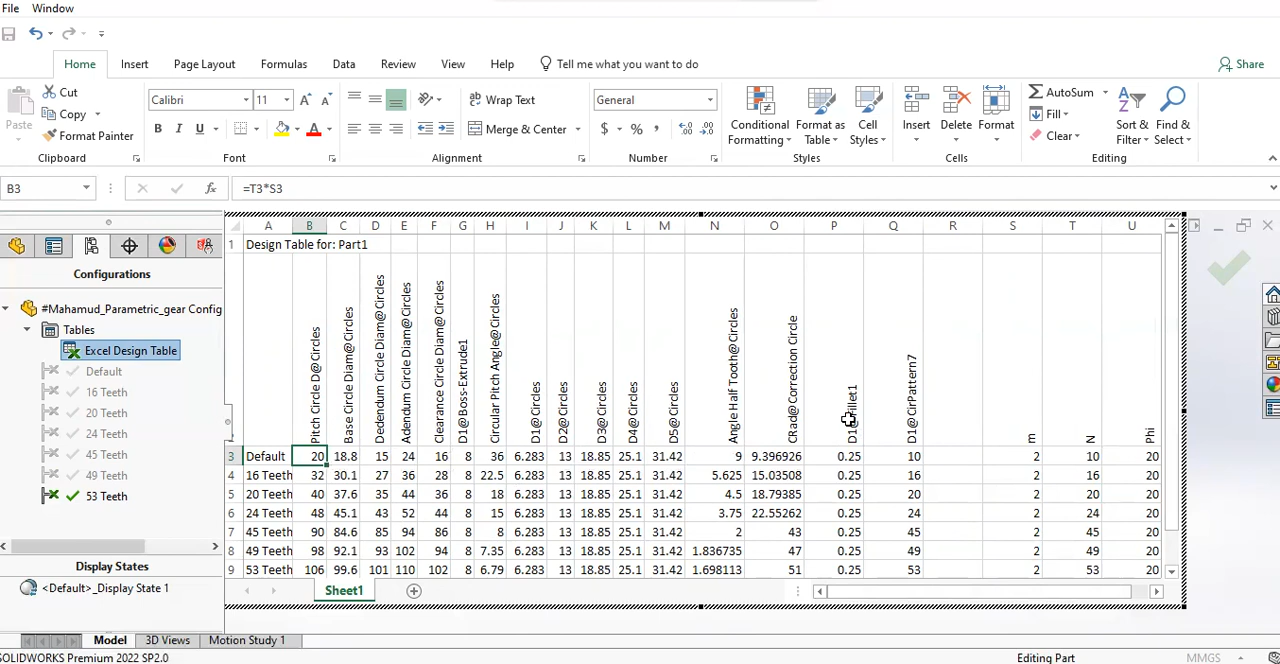 File Window
Home Insert Page Layout Formulas Data Review View Help Tell me what you want to do Share
Paste Cut Copy Format Painter Clipboard
Calibri 11 A A B I U A Font
Wrap Text Merge & Center Alignment
General $ % , Number
Conditional Formatting Format as Table Cell Styles Styles
Insert Delete Format Cells
AutoSum Fill Clear Sort & Filter Find & Select Editing
B3 fx =T3*S3
Configurations
#Mahamud_Parametric_gear Config
Tables
Excel Design Table
Default
16 Teeth
20 Teeth
24 Teeth
45 Teeth
49 Teeth
53 Teeth
Display States
<Default>_Display State 1
A B C D E F G H I J K L M N O P Q R S T U
1 Design Table for: Part1
2 Pitch Circle D@Circles Base Circle Diam@Circles Dedendum Circle Diam@Circles Adendum Circle Diam@Circles Clearance Circle Diam@Circles D1@Boss-Extrude1 Circular Pitch Angle@Circles D1@Circles D2@Circles D3@Circles D4@Circles D5@Circles Angle Half Tooth@Circles CRad@Correction Circle D1@Fillet1 D1@CirPattern7 m N Phi
3 Default 20 18.8 15 24 16 8 36 6.283 13 18.85 25.1 31.42 9 9.396926 0.25 10 2 10 20
4 16 Teeth 32 30.1 27 36 28 8 22.5 6.283 13 18.85 25.1 31.42 5.625 15.03508 0.25 16 2 16 20
5 20 Teeth 40 37.6 35 44 36 8 18 6.283 13 18.85 25.1 31.42 4.5 18.79385 0.25 20 2 20 20
6 24 Teeth 48 45.1 43 52 44 8 15 6.283 13 18.85 25.1 31.42 3.75 22.55262 0.25 24 2 24 20
7 45 Teeth 90 84.6 85 94 86 8 8 6.283 13 18.85 25.1 31.42 2 43 0.25 45 2 45 20
8 49 Teeth 98 92.1 93 102 94 8 7.35 6.283 13 18.85 25.1 31.42 1.836735 47 0.25 49 2 49 20
9 53 Teeth 106 99.6 101 110 102 8 6.79 6.283 13 18.85 25.1 31.42 1.698113 51 0.25 53 2 53 20
Sheet1
Model 3D Views Motion Study 1
SOLIDWORKS Premium 2022 SP2.0 Editing Part MMGS